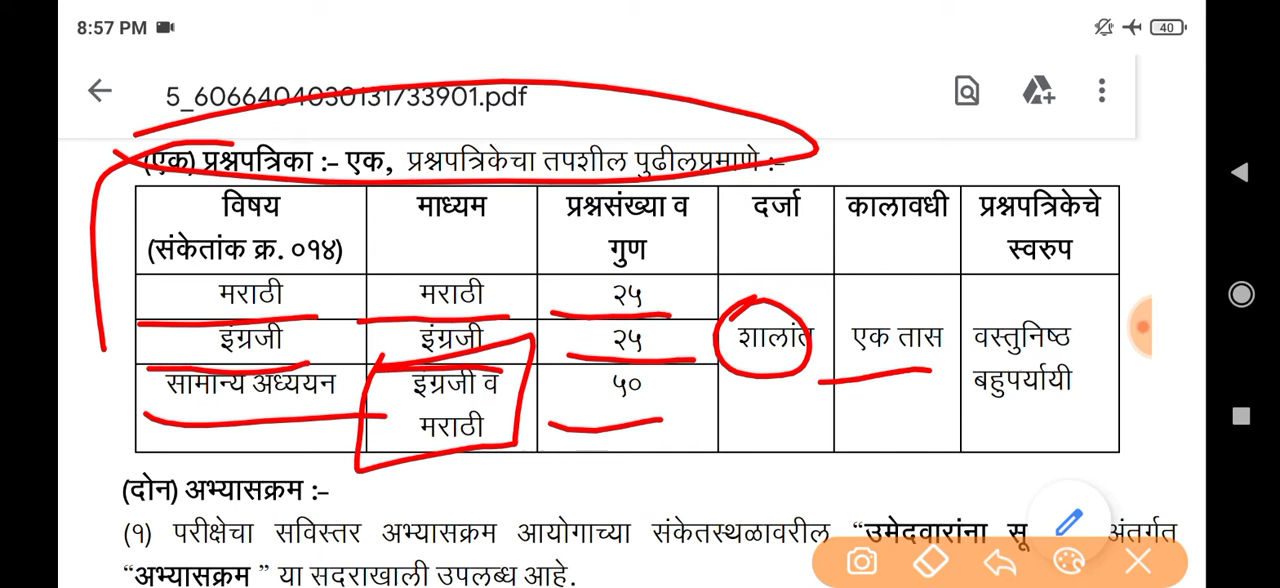 8:57 PM
40
5_6066404030131733901.pdf
(एक) प्रश्नपत्रिका :- एक, प्रश्नपत्रिकेचा तपशील पुढीलप्रमाणे :-
विषय (संकेतांक क्र. ०१४) माध्यम प्रश्नसंख्या व गुण दर्जा कालावधी प्रश्नपत्रिकेचे स्वरुप
मराठी मराठी २५
इंग्रजी इंग्रजी २५ शालांत एक तास वस्तुनिष्ठ बहुपर्यायी
सामान्य अध्ययन इंग्रजी व मराठी ५०
(दोन) अभ्यासक्रम :-
(१) परीक्षेचा सविस्तर अभ्यासक्रम आयोगाच्या संकेतस्थळावरील “उमेदवारांना सू अंतर्गत
“अभ्यासक्रम ” या सदराखाली उपलब्ध आहे.